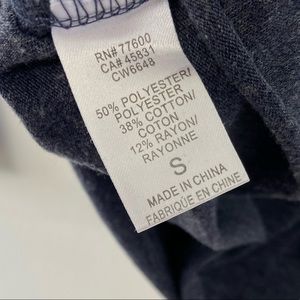 RN# 77600
CA# 45831
CW6648
50% POLYESTER/
POLYESTER
38% COTTON/
COTON
12% RAYON/
RAYONNE
S
MADE IN CHINA
FABRIQUE EN CHINE